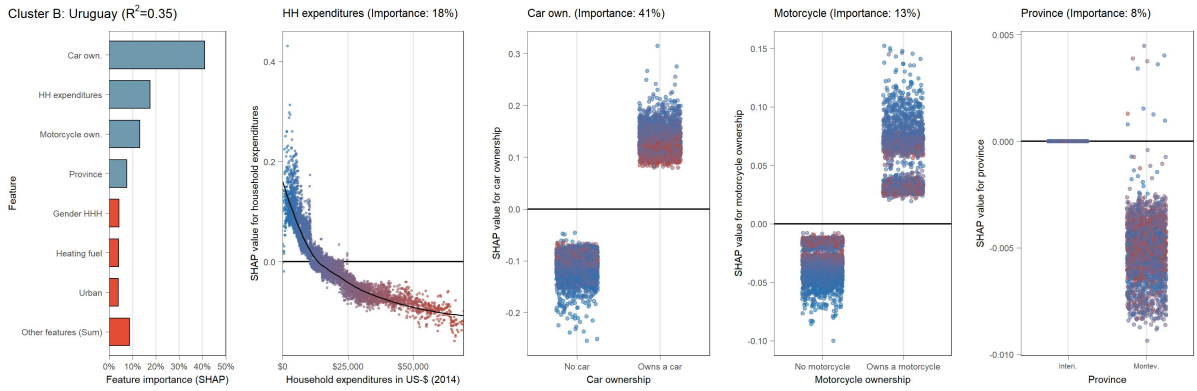 Cluster B: Uruguay (R²=0.35)
Feature
Car own.
HH expenditures
Motorcycle own.
Province
Gender HHH
Heating fuel
Urban
Other features (Sum)
0% 10% 20% 30% 40% 50%
Feature importance (SHAP)
HH expenditures (Importance: 18%)
SHAP value for household expenditures
0.4
0.2
0.0
$0 $25,000 $50,000
Household expenditures in US-$ (2014)
Car own. (Importance: 41%)
SHAP value for car ownership
0.3
0.2
0.1
0.0
-0.1
-0.2
No car Owns a car
Car ownership
Motorcycle (Importance: 13%)
SHAP value for motorcycle ownership
0.15
0.10
0.05
0.00
-0.05
-0.10
No motorcycle Owns a motorcycle
Motorcycle ownership
Province (Importance: 8%)
SHAP value for province
0.005
0.000
-0.005
-0.010
Interi. Montev.
Province